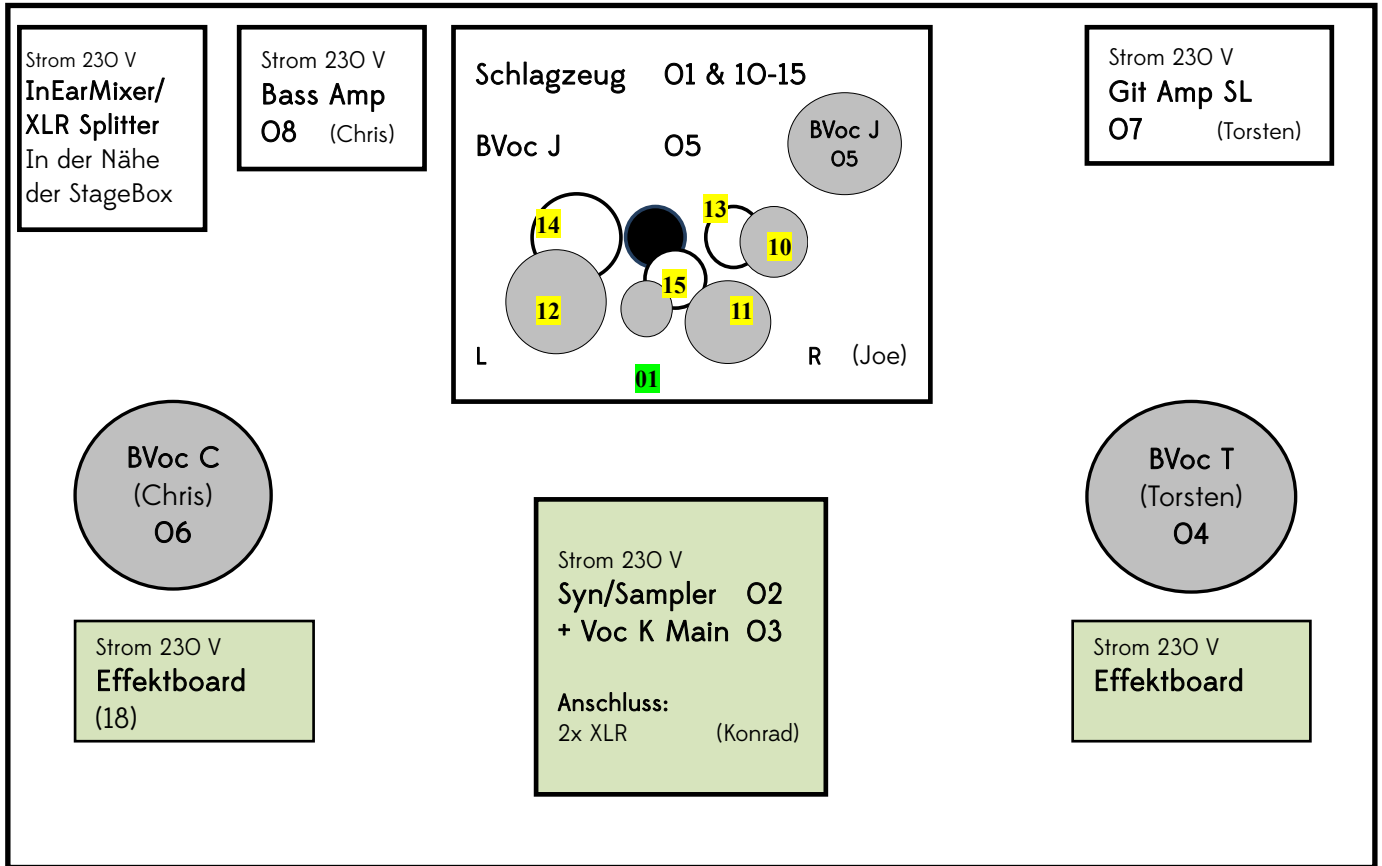 Strom 230 V
InEarMixer/
XLR Splitter
In der Nähe
der StageBox
Strom 230 V
Bass Amp
08 (Chris)
Schlagzeug 01 & 10-15
BVoc J 05
BVoc J
05
14
13
10
15
12
11
L R (Joe)
01
Strom 230 V
Git Amp SL
07 (Torsten)
BVoc C
(Chris)
06
Strom 230 V
Syn/Sampler 02
+ Voc K Main 03
Anschluss:
2x XLR (Konrad)
BVoc T
(Torsten)
04
Strom 230 V
Effektboard
(18)
Strom 230 V
Effektboard